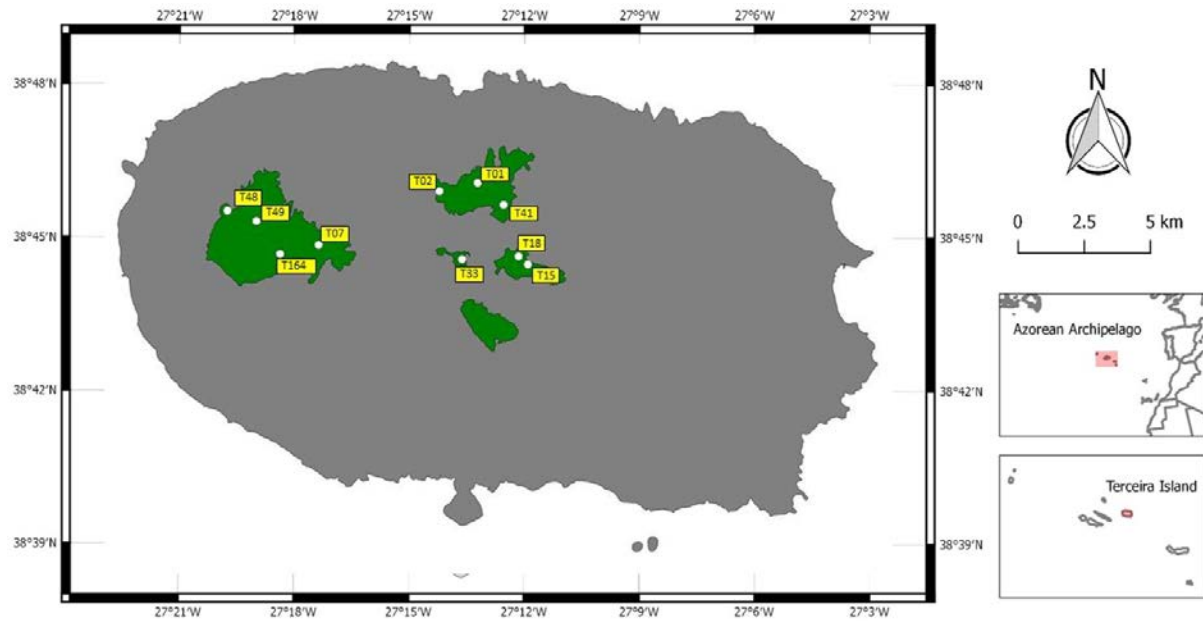 27°21'W 27°18'W 27°15'W 27°12'W 27°9'W 27°6'W 27°3'W
38°48'N 38°48'N
N
T02 T01
T48
T49 T41
T07 T18
0 2.5 5 km
38°45'N 38°45'N
T164 T33 T15
Azorean Archipelago
38°42'N 38°42'N
Terceira Island
38°39'N 38°39'N
27°21'W 27°18'W 27°15'W 27°12'W 27°9'W 27°6'W 27°3'W